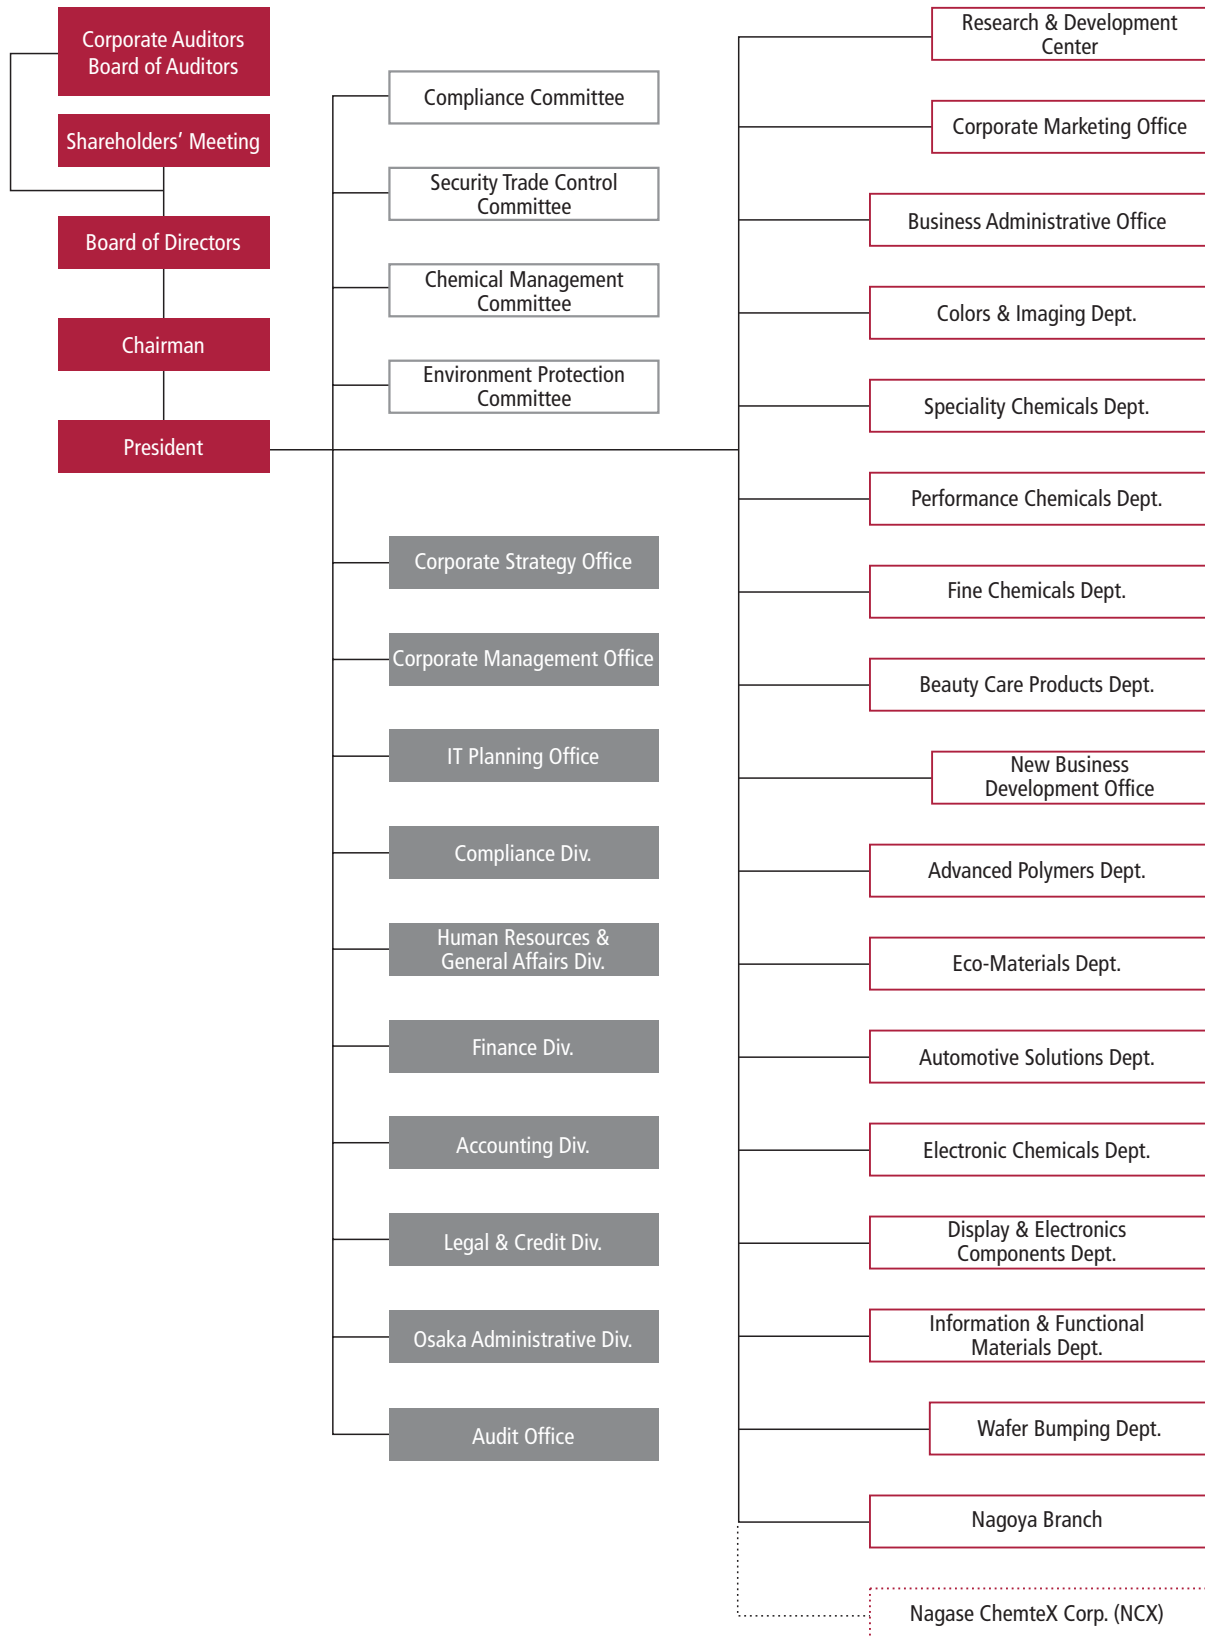 Corporate Auditors
Board of Auditors
Shareholders’ Meeting
Board of Directors
Chairman
President
Compliance Committee
Security Trade Control
Committee
Chemical Management
Committee
Environment Protection
Committee
Corporate Strategy Office
Corporate Management Office
IT Planning Office
Compliance Div.
Human Resources &
General Affairs Div.
Finance Div.
Accounting Div.
Legal & Credit Div.
Osaka Administrative Div.
Audit Office
Research & Development
Center
Corporate Marketing Office
Business Administrative Office
Colors & Imaging Dept.
Speciality Chemicals Dept.
Performance Chemicals Dept.
Fine Chemicals Dept.
Beauty Care Products Dept.
New Business
Development Office
Advanced Polymers Dept.
Eco-Materials Dept.
Automotive Solutions Dept.
Electronic Chemicals Dept.
Display & Electronics
Components Dept.
Information & Functional
Materials Dept.
Wafer Bumping Dept.
Nagoya Branch
Nagase ChemteX Corp. (NCX)